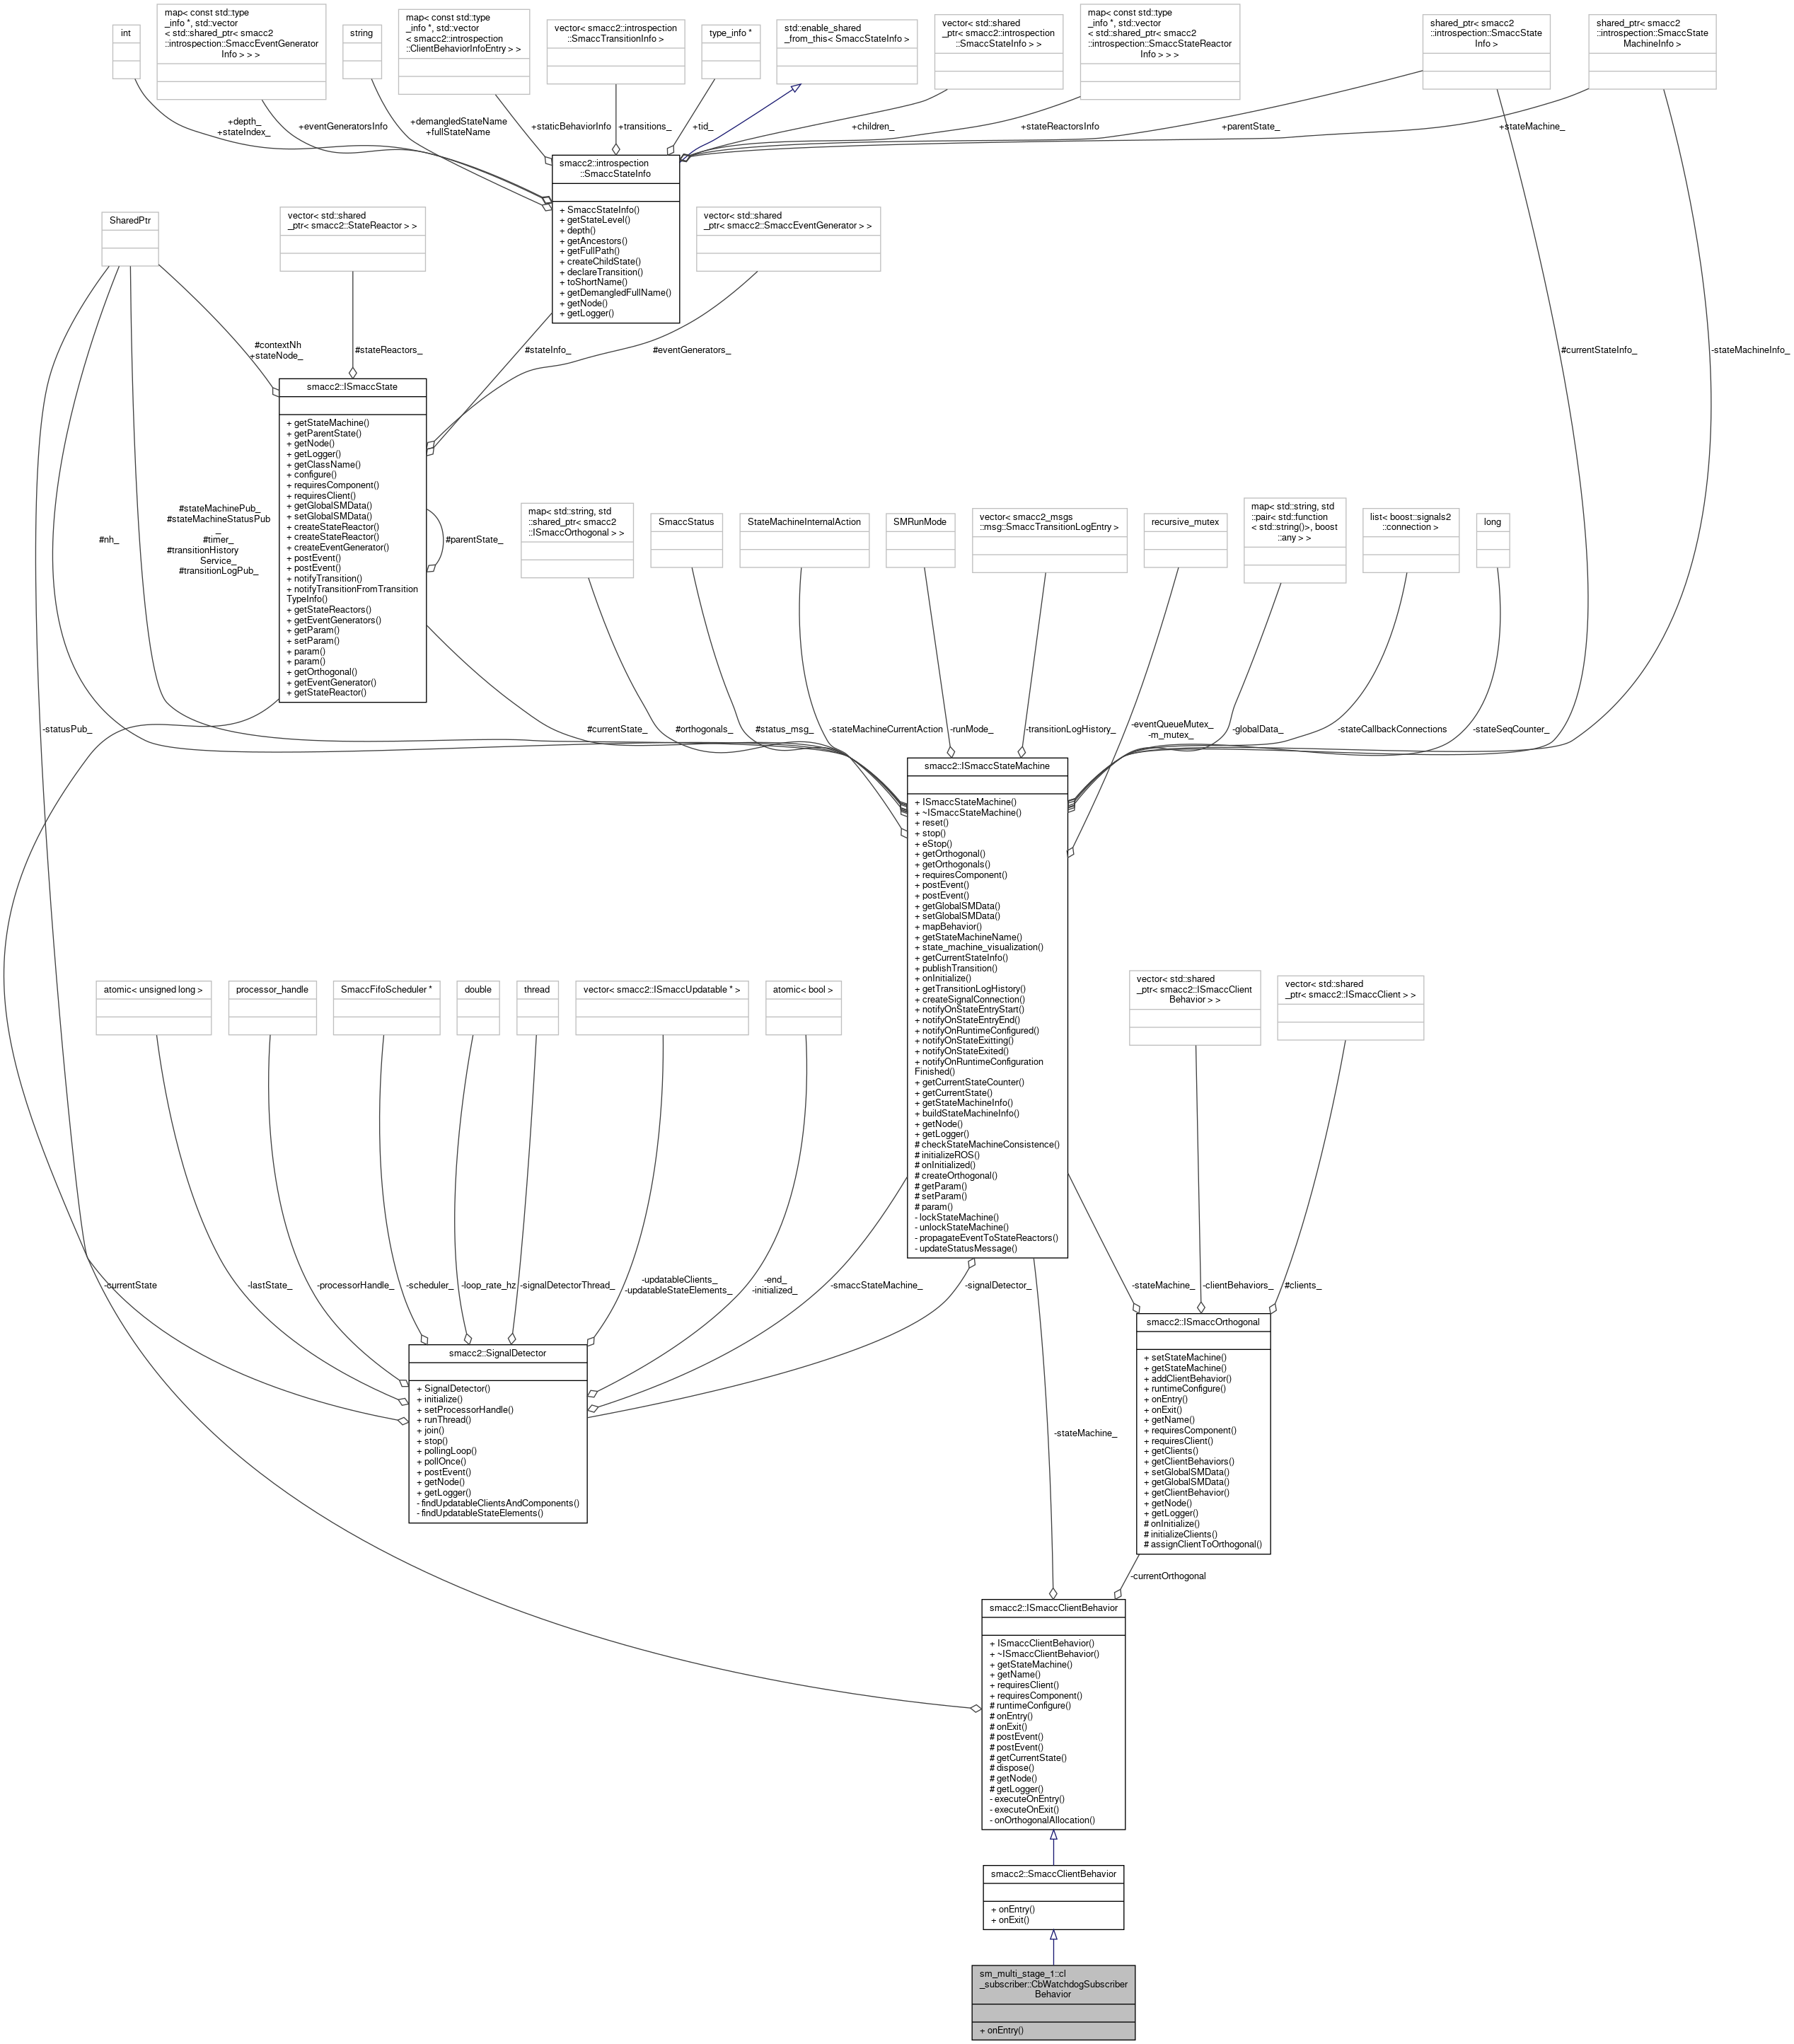 int
map< const std::type
_info *, std::vector
< std::shared_ptr< smacc2
::introspection::SmaccEventGenerator
Info > > >
string
map< const std::type
_info *, std::vector
< smacc2::introspection
::ClientBehaviorInfoEntry > >
vector< smacc2::introspection
::SmaccTransitionInfo >
type_info *
std::enable_shared
_from_this< SmaccStateInfo >
vector< std::shared
_ptr< smacc2::introspection
::SmaccStateInfo > >
map< const std::type
_info *, std::vector
< std::shared_ptr< smacc2
::introspection::SmaccStateReactor
Info > > >
shared_ptr< smacc2
::introspection::SmaccState
Info >
shared_ptr< smacc2
::introspection::SmaccState
MachineInfo >
+depth_
+stateIndex_
+eventGeneratorsInfo
+demangledStateName
+fullStateName
+staticBehaviorInfo
+transitions_
+tid_
+children_
+stateReactorsInfo
+parentState_
+stateMachine_
smacc2::introspection
::SmaccStateInfo
+ SmaccStateInfo()
+ getStateLevel()
+ depth()
+ getAncestors()
+ getFullPath()
+ createChildState()
+ declareTransition()
+ toShortName()
+ getDemangledFullName()
+ getNode()
+ getLogger()
SharedPtr
vector< std::shared
_ptr< smacc2::StateReactor > >
vector< std::shared
_ptr< smacc2::SmaccEventGenerator > >
#contextNh
+stateNode_
#stateReactors_
#stateInfo_
#eventGenerators_
#currentStateInfo_
-stateMachineInfo_
smacc2::ISmaccState
+ getStateMachine()
+ getParentState()
+ getNode()
+ getLogger()
+ getClassName()
+ configure()
+ requiresComponent()
+ requiresClient()
+ getGlobalSMData()
+ setGlobalSMData()
+ createStateReactor()
+ createStateReactor()
+ createEventGenerator()
+ postEvent()
+ postEvent()
+ notifyTransition()
+ notifyTransitionFromTransition
TypeInfo()
+ getStateReactors()
+ getEventGenerators()
+ getParam()
+ setParam()
+ param()
+ param()
+ getOrthogonal()
+ getEventGenerator()
+ getStateReactor()
#parentState_
#nh_
#stateMachinePub_
#stateMachineStatusPub
_
#timer_
#transitionHistory
Service_
#transitionLogPub_
map< std::string, std
::shared_ptr< smacc2
::ISmaccOrthogonal > >
SmaccStatus
StateMachineInternalAction
SMRunMode
vector< smacc2_msgs
::msg::SmaccTransitionLogEntry >
recursive_mutex
map< std::string, std
::pair< std::function
< std::string()>, boost
::any > >
list< boost::signals2
::connection >
long
-statusPub_
#currentState_
#orthogonals_
#status_msg_
-stateMachineCurrentAction
-runMode_
-transitionLogHistory_
-eventQueueMutex_
-m_mutex_
-globalData_
-stateCallbackConnections
-stateSeqCounter_
smacc2::ISmaccStateMachine
+ ISmaccStateMachine()
+ ~ISmaccStateMachine()
+ reset()
+ stop()
+ eStop()
+ getOrthogonal()
+ getOrthogonals()
+ requiresComponent()
+ postEvent()
+ postEvent()
+ getGlobalSMData()
+ setGlobalSMData()
+ mapBehavior()
+ getStateMachineName()
+ state_machine_visualization()
+ getCurrentStateInfo()
+ publishTransition()
+ onInitialize()
+ getTransitionLogHistory()
+ createSignalConnection()
+ notifyOnStateEntryStart()
+ notifyOnStateEntryEnd()
+ notifyOnRuntimeConfigured()
+ notifyOnStateExitting()
+ notifyOnStateExited()
+ notifyOnRuntimeConfiguration
Finished()
+ getCurrentStateCounter()
+ getCurrentState()
+ getStateMachineInfo()
+ buildStateMachineInfo()
+ getNode()
+ getLogger()
# checkStateMachineConsistence()
# initializeROS()
# onInitialized()
# createOrthogonal()
# getParam()
# setParam()
# param()
- lockStateMachine()
- unlockStateMachine()
- propagateEventToStateReactors()
- updateStatusMessage()
atomic< unsigned long >
processor_handle
SmaccFifoScheduler *
double
thread
vector< smacc2::ISmaccUpdatable * >
atomic< bool >
vector< std::shared
_ptr< smacc2::ISmaccClient
Behavior > >
vector< std::shared
_ptr< smacc2::ISmaccClient > >
-currentState
-lastState_
-processorHandle_
-scheduler_
-loop_rate_hz
-signalDetectorThread_
-updatableClients_
-updatableStateElements_
-end_
-initialized_
-smaccStateMachine_
-signalDetector_
-stateMachine_
-clientBehaviors_
#clients_
smacc2::SignalDetector
+ SignalDetector()
+ initialize()
+ setProcessorHandle()
+ runThread()
+ join()
+ stop()
+ pollingLoop()
+ pollOnce()
+ postEvent()
+ getNode()
+ getLogger()
- findUpdatableClientsAndComponents()
- findUpdatableStateElements()
smacc2::ISmaccOrthogonal
+ setStateMachine()
+ getStateMachine()
+ addClientBehavior()
+ runtimeConfigure()
+ onEntry()
+ onExit()
+ getName()
+ requiresComponent()
+ requiresClient()
+ getClients()
+ getClientBehaviors()
+ setGlobalSMData()
+ getGlobalSMData()
+ getClientBehavior()
+ getNode()
+ getLogger()
# onInitialize()
# initializeClients()
# assignClientToOrthogonal()
-stateMachine_
-currentOrthogonal
smacc2::ISmaccClientBehavior
+ ISmaccClientBehavior()
+ ~ISmaccClientBehavior()
+ getStateMachine()
+ getName()
+ requiresClient()
+ requiresComponent()
# runtimeConfigure()
# onEntry()
# onExit()
# postEvent()
# postEvent()
# getCurrentState()
# dispose()
# getNode()
# getLogger()
- executeOnEntry()
- executeOnExit()
- onOrthogonalAllocation()
smacc2::SmaccClientBehavior
+ onEntry()
+ onExit()
sm_multi_stage_1::cl
_subscriber::CbWatchdogSubscriber
Behavior
+ onEntry()